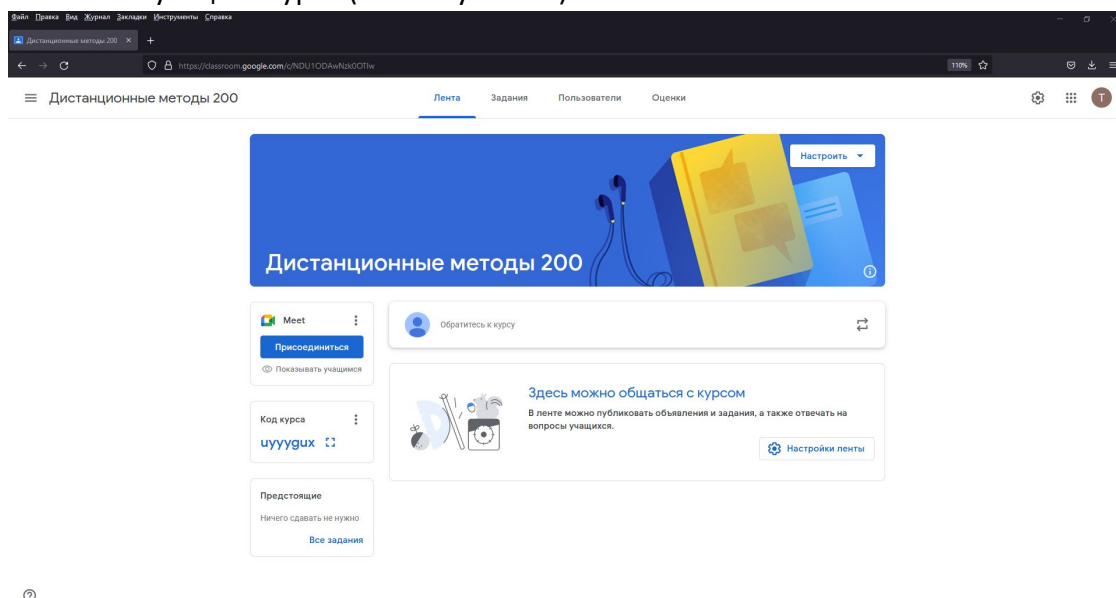 Файл Правка Вид Журнал Закладки Инструменты Справка
Дистанционные методы 200
https://classroom.google.com/c/NDU1ODAwNzk0OTIw
110%
Дистанционные методы 200
Лента Задания Пользователи Оценки
T
Настроить
Дистанционные методы 200
Meet
Присоединиться
Показывать учащимся
Обратитесь к курсу
Здесь можно общаться с курсом
В ленте можно публиковать объявления и задания, а также отвечать на
вопросы учащихся.
Настройки ленты
Код курса
uyyygux
Предстоящие
Ничего сдавать не нужно
Все задания